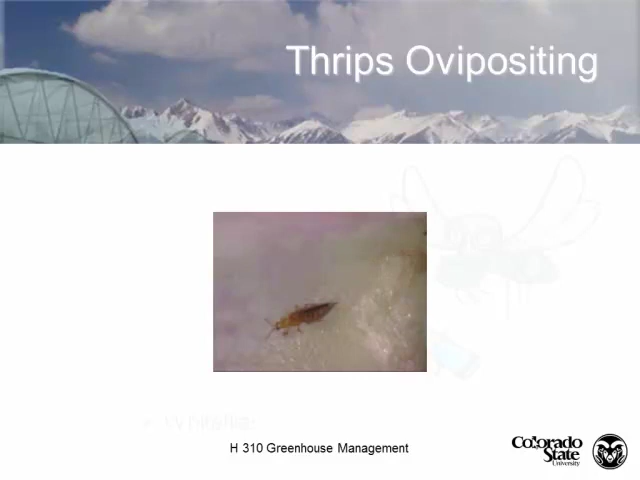 Thrips Ovipositing
H 310 Greenhouse Management
Colorado
State
University